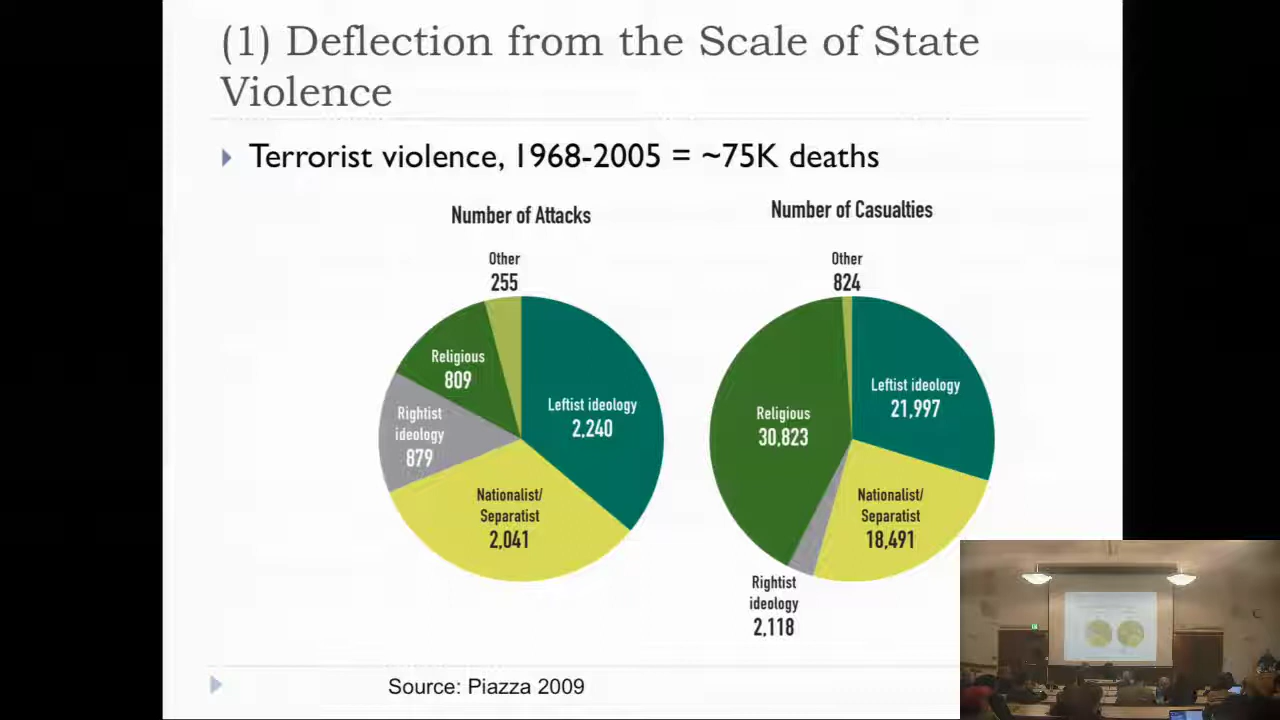 (1) Deflection from the Scale of State
Violence
Terrorist violence, 1968-2005 = ~75K deaths
Number of Attacks
Other
255
Religious
809
Rightist
ideology
879
Leftist ideology
2,240
Nationalist/
Separatist
2,041
Number of Casualties
Other
824
Religious
30,823
Leftist ideology
21,997
Nationalist/
Separatist
18,491
Rightist
ideology
2,118
Source: Piazza 2009